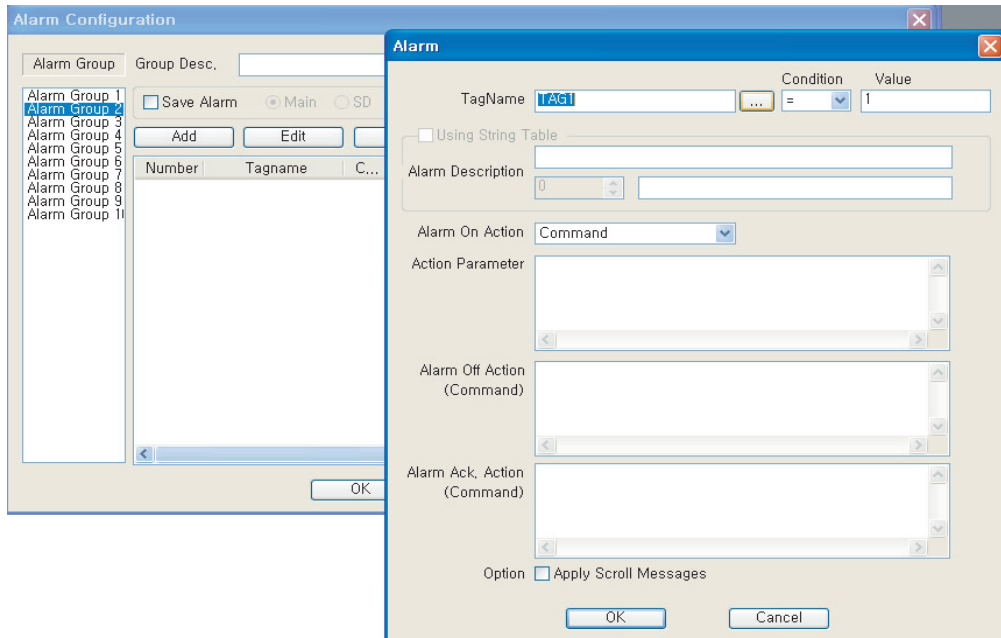 Alarm Configuration
Alarm Group
Group Desc.
Alarm Group 1
Alarm Group 2
Alarm Group 3
Alarm Group 4
Alarm Group 5
Alarm Group 6
Alarm Group 7
Alarm Group 8
Alarm Group 9
Alarm Group 1
Save Alarm
Main
SD
Add
Edit
Number
Tagname
C...
OK
Alarm
Condition
Value
TagName
TAG1
...
=
1
Using String Table
Alarm Description
0
Alarm On Action
Command
Action Parameter
Alarm Off Action
(Command)
Alarm Ack. Action
(Command)
Option
Apply Scroll Messages
OK
Cancel